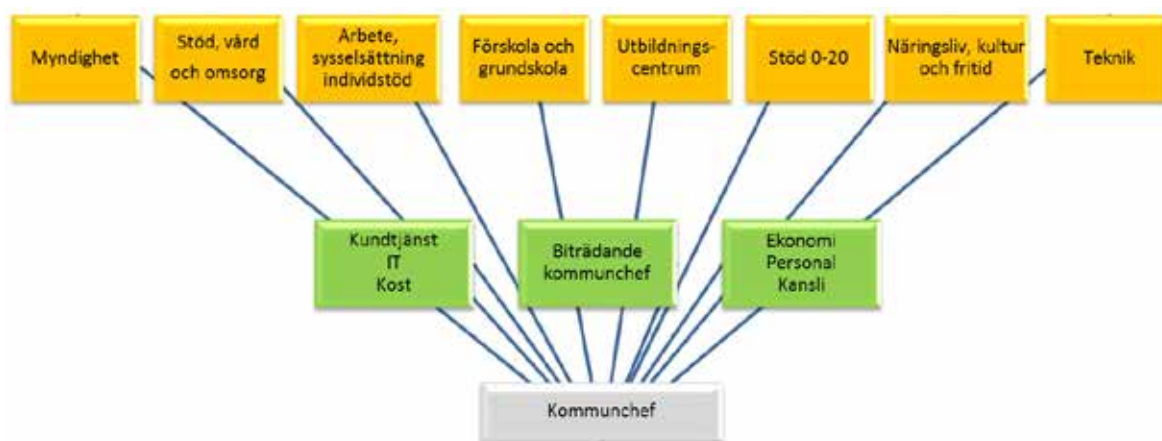 Myndighet
Stöd, vård
och omsorg
Arbete,
sysselsättning
individstöd
Förskola och
grundskola
Utbildnings-
centrum
Stöd 0-20
Näringsliv, kultur
och fritid
Teknik
Kundtjänst
IT
Kost
Biträdande
kommunchef
Ekonomi
Personal
Kansli
Kommunchef